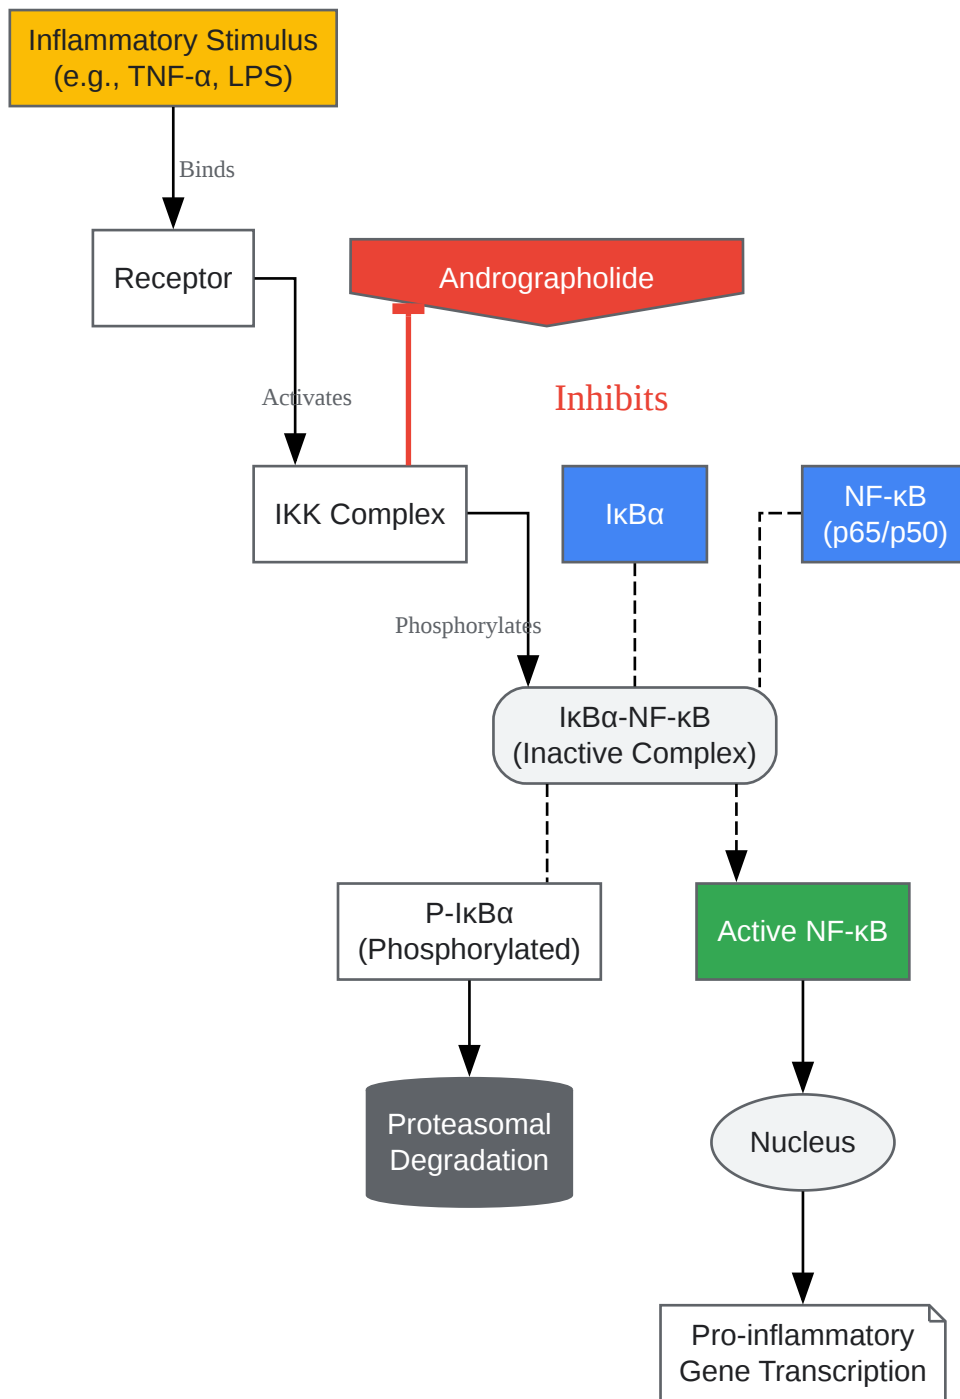 Inflammatory Stimulus
(e.g., TNF-α, LPS)
Binds
Receptor
Andrographolide
Activates
Inhibits
IKK Complex
IκBα
NF-κB
(p65/p50)
Phosphorylates
IκBα-NF-κB
(Inactive Complex)
P-IκBα
(Phosphorylated)
Active NF-κB
Proteasomal
Degradation
Nucleus
Pro-inflammatory
Gene Transcription